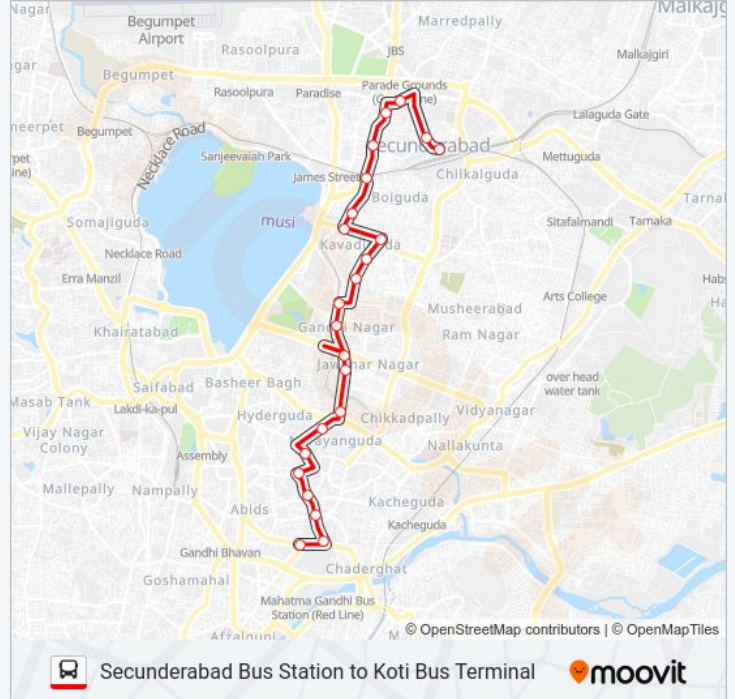 Nagar
Begumpet
Airport
Marredpally
Malkajg
Rasoolpura
JBS
Malkajgiri
Begumpet
Parade Grounds
Rasoolpura
Paradise
Lalaguda Gate
Begumpet
Necklace Road
ecunderabad
Mettuguda
Sanjeevaiah Park
James Street
Chilkalguda
Boiguda
Tarnal
Somajiguda
musi
Sitafalmandi
Tarnaka
Necklace Road
Kavadiguda
Erra Manzil
Arts College
Musheerabad
Khairatabad
Gandhi Nagar
Ram Nagar
Jawahar Nagar
Saifabad
Basheer Bagh
over head
water tank
Masab Tank
Lakdi-ka-pul
Hyderguda
Chikkadpally
Vidyanagar
Vijay Nagar
Colony
Assembly
Nallakunta
Mallepally
Nampally
Kacheguda
Abids
Kacheguda
Gandhi Bhavan
Goshamahal
Chaderghat
Mahatma Gandhi Bus
Station (Red Line)
© OpenStreetMap contributors | © OpenMapTiles
Secunderabad Bus Station to Koti Bus Terminal
moovit